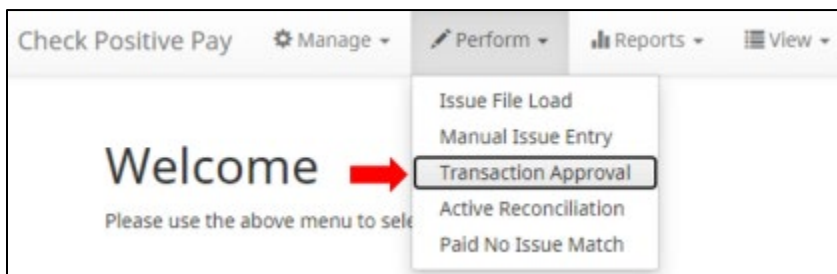 Check Positive Pay Manage Perform Reports View
Issue File Load
Manual Issue Entry
Welcome
Transaction Approval
Please use the above menu to sele
Active Reconciliation
Paid No Issue Match